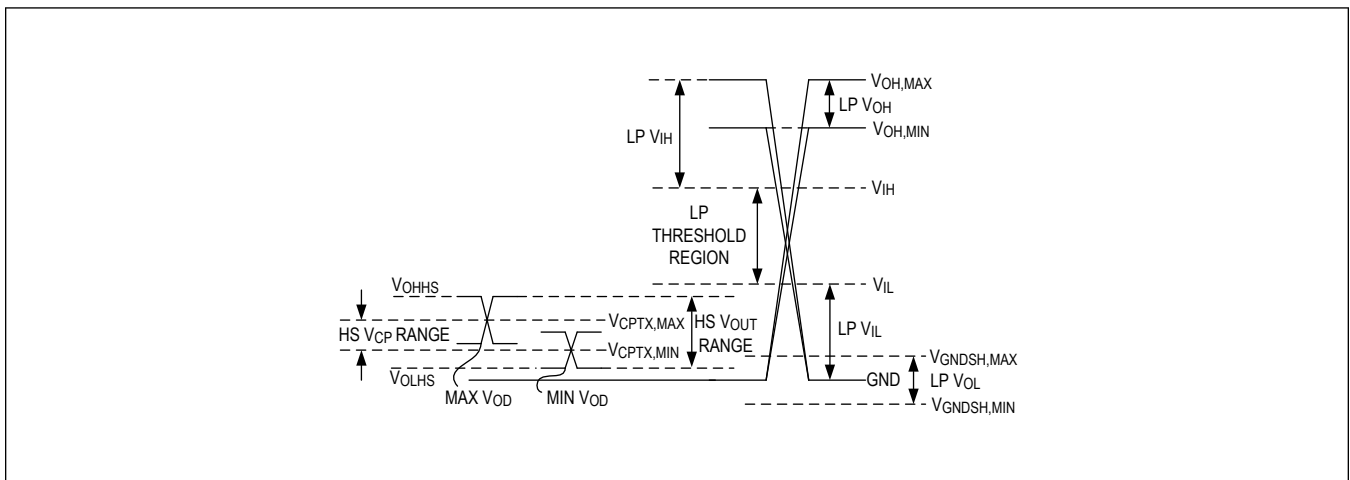 VOH,MAX
LP VOH
VOH,MIN
LP VIH
VIH
LP
THRESHOLD
REGION
VIL
VOHHS
VCPTX,MAX
HS VOUT
RANGE
HS VCP RANGE
LP VIL
VCPTX,MIN
VGNDSH,MAX
VOLHS
GND
LP VOL
MAX VOD
MIN VOD
VGNDSH,MIN